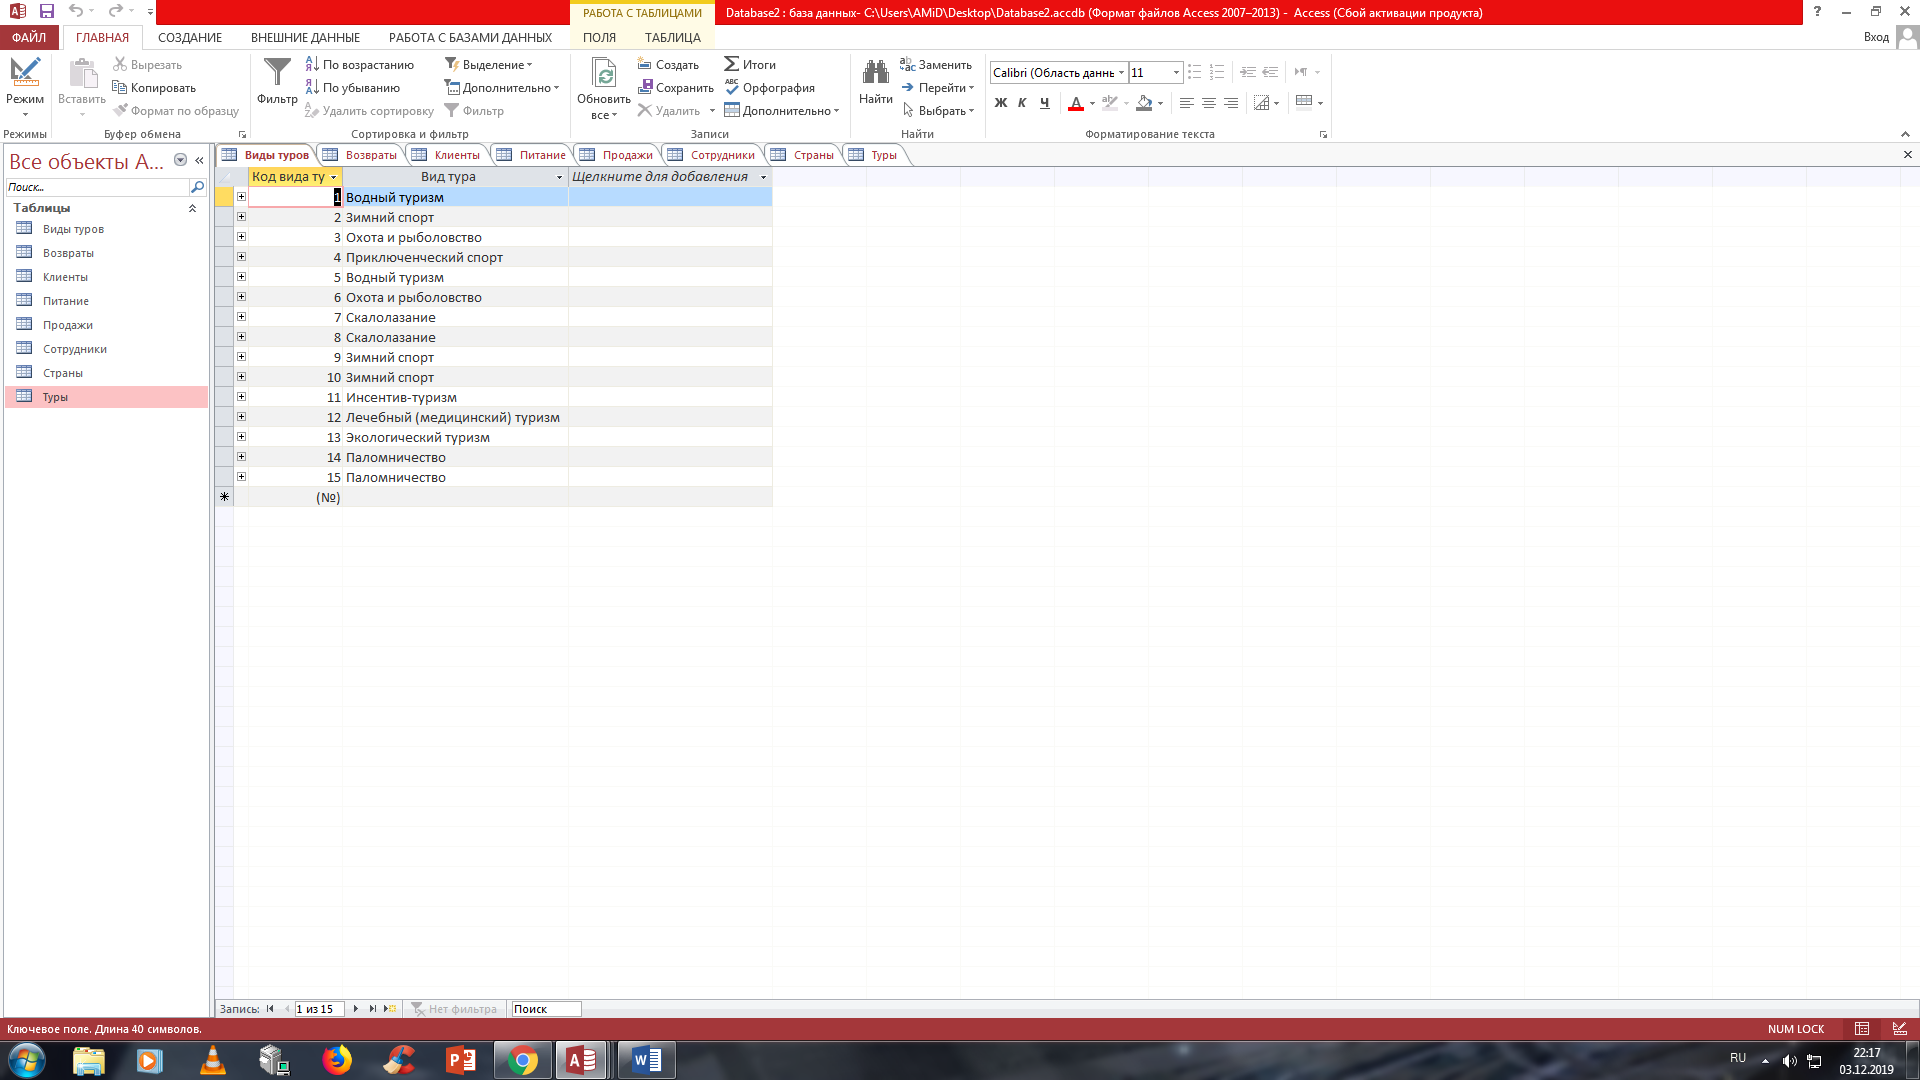 РАБОТА С ТАБЛИЦАМИ
Database2 : база данных- C:\Users\AMiD\Desktop\Database2.accdb (Формат файлов Access 2007–2013) - Access (Сбой активации продукта)
ФАЙЛ ГЛАВНАЯ СОЗДАНИЕ ВНЕШНИЕ ДАННЫЕ РАБОТА С БАЗАМИ ДАННЫХ ПОЛЯ ТАБЛИЦА Вход
Режим
Режимы
Вставить
Вырезать
Копировать
Формат по образцу
Буфер обмена
Фильтр
По возрастанию
По убыванию
Удалить сортировку
Выделение
Дополнительно
Фильтр
Сортировка и фильтр
Обновить
все
Создать
Сохранить
Удалить
Итоги
Орфография
Дополнительно
Записи
Найти
Заменить
Перейти
Выбрать
Найти
Calibri (Область даннь 11
Ж К Ч
Форматирование текста
Все объекты A...
Поиск...
Таблицы
Виды туров
Возвраты
Клиенты
Питание
Продажи
Сотрудники
Страны
Туры
Виды туров Возвраты Клиенты Питание Продажи Сотрудники Страны Туры
Код вида ту Вид тура Щелкните для добавления
1 Водный туризм
2 Зимний спорт
3 Охота и рыболовство
4 Приключенческий спорт
5 Водный туризм
6 Охота и рыболовство
7 Скалолазание
8 Скалолазание
9 Зимний спорт
10 Зимний спорт
11 Инсентив-туризм
12 Лечебный (медицинский) туризм
13 Экологический туризм
14 Паломничество
15 Паломничество
(№)
Запись: 1 из 15 Нет фильтра Поиск
Ключевое поле. Длина 40 символов. NUM LOCK
RU 22:17
03.12.2019